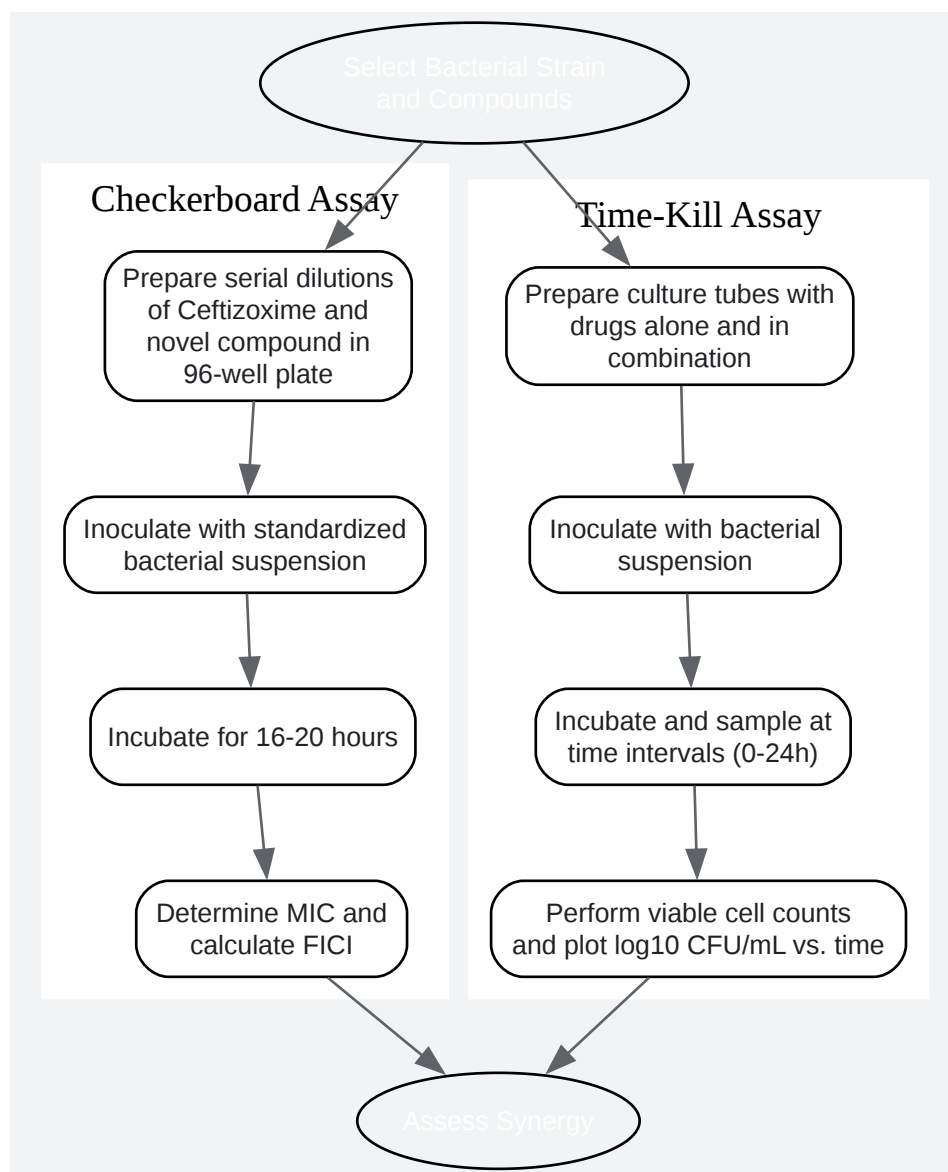 Select Bacterial Strain
and Compounds
Checkerboard Assay
Prepare serial dilutions
of Ceftizoxime and
novel compound in
96-well plate
Inoculate with standardized
bacterial suspension
Incubate for 16-20 hours
Determine MIC and
calculate FICI
Time-Kill Assay
Prepare culture tubes with
drugs alone and in
combination
Inoculate with bacterial
suspension
Incubate and sample at
time intervals (0-24h)
Perform viable cell counts
and plot log10 CFU/mL vs. time
Assess Synergy